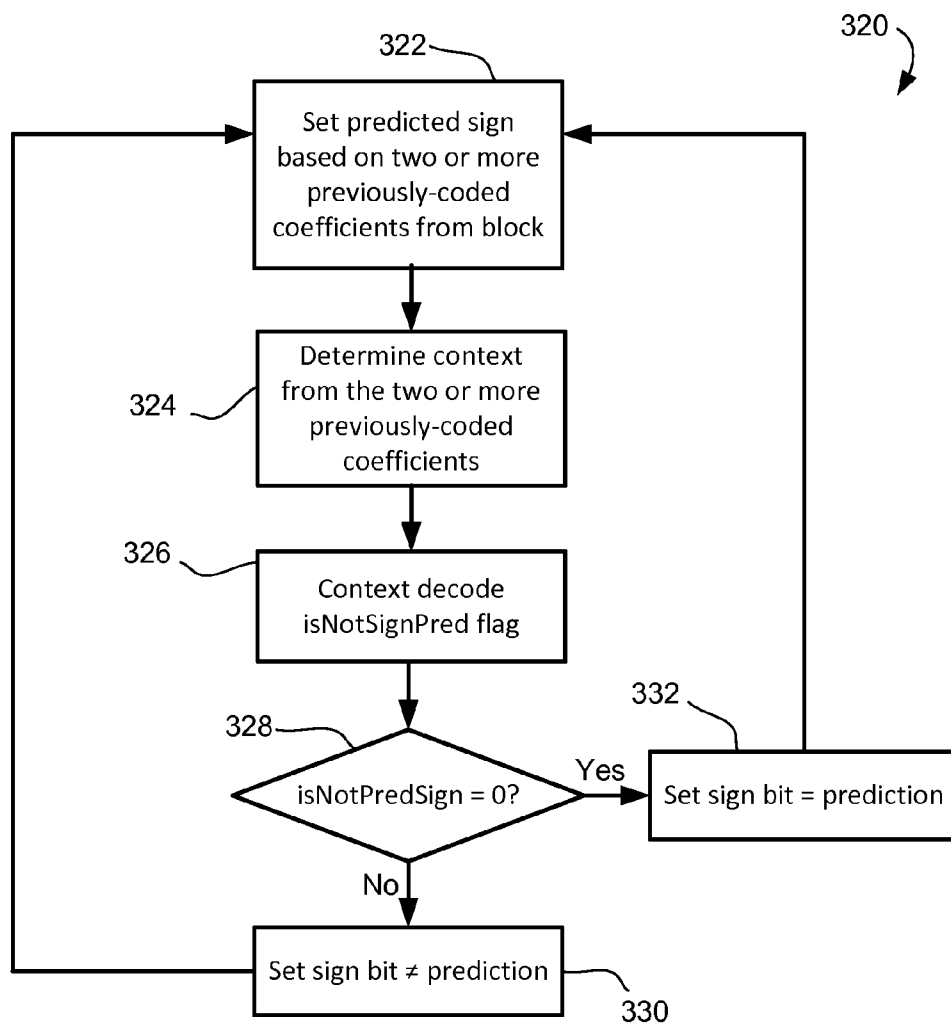 320
322
Set predicted sign
based on two or more
previously-coded
coefficients from block
324
Determine context
from the two or more
previously-coded
coefficients
326
Context decode
isNotSignPred flag
328
isNotPredSign = 0?
Yes
332
Set sign bit = prediction
No
Set sign bit ≠ prediction
330